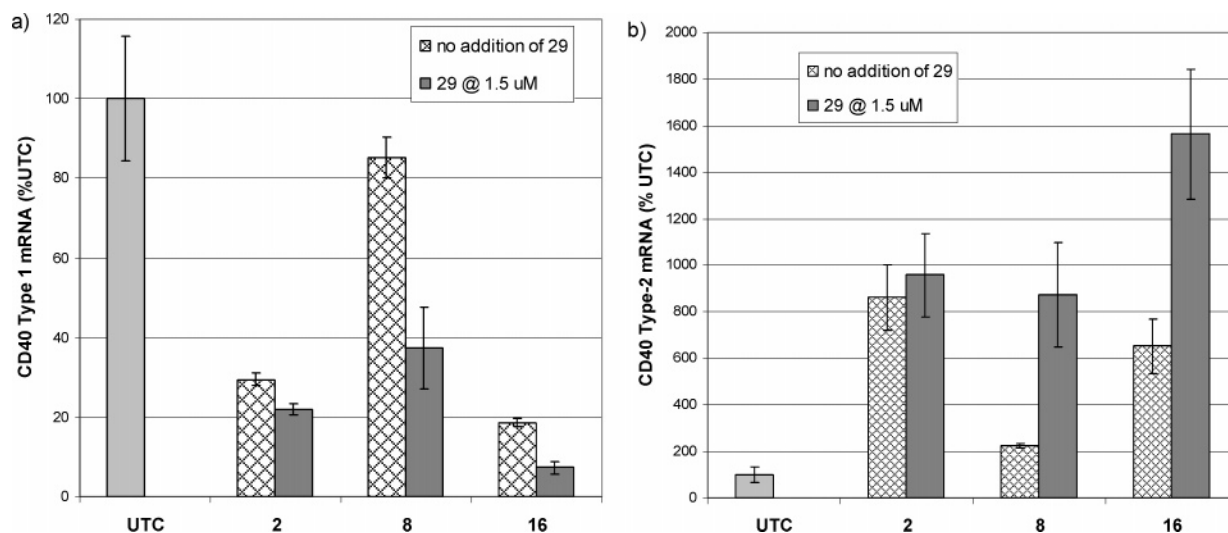 a)
CD40 Type 1 mRNA (%UTC)
120
100
80
60
40
20
0
no addition of 29
29 @ 1.5 uM
UTC 2 8 16
b)
CD40 Type-2 mRNA (% UTC)
2000
1800
1600
1400
1200
1000
800
600
400
200
0
no addition of 29
29 @ 1.5 uM
UTC 2 8 16